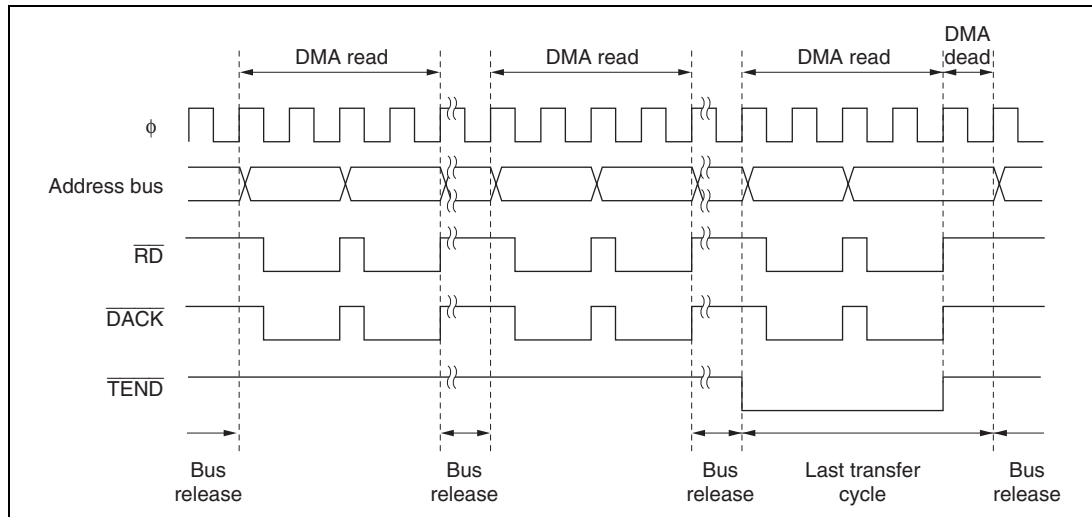 DMA read
DMA read
DMA read
DMA
dead
ϕ
Address bus
RD
DACK
TEND
Bus
release
Bus
release
Bus
release
Last transfer
cycle
Bus
release